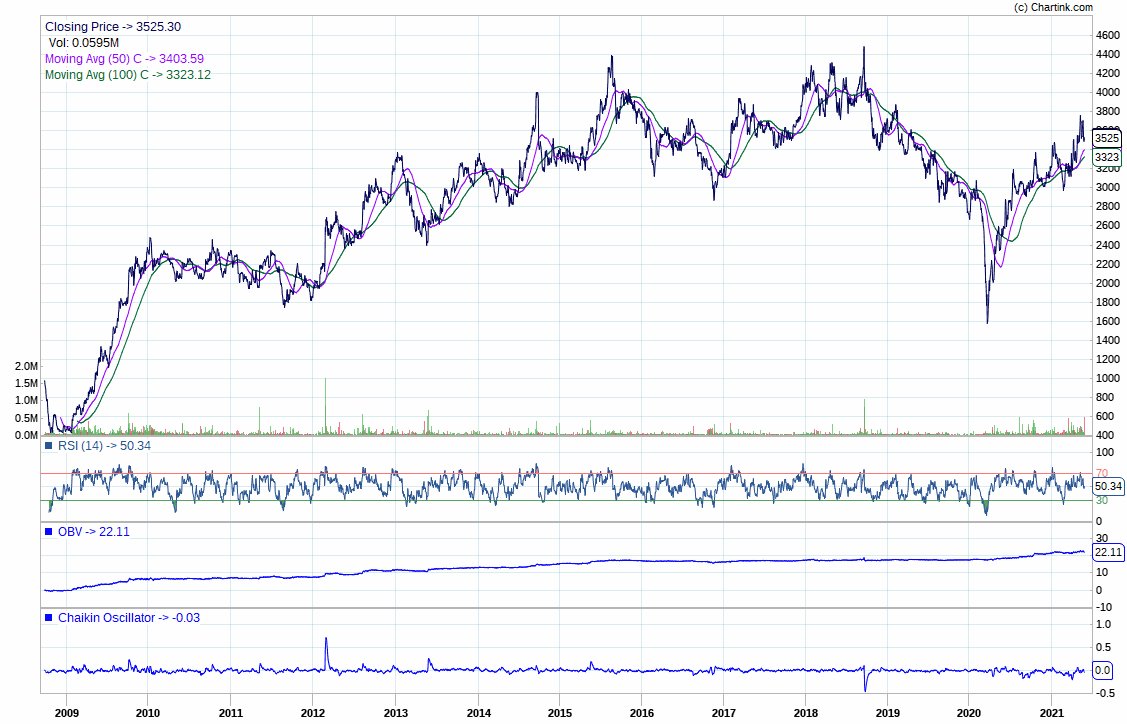 (c) Chartink.com
Closing Price -> 3525.30
Vol: 0.0595M
Moving Avg (50) C -> 3403.59
Moving Avg (100) C -> 3323.12
4600
4400
4200
4000
3800
3600
3525
3323
3200
3000
2800
2600
2400
2200
2000
1800
1600
1400
1200
1000
800
600
400
2.0M
1.5M
1.0M
0.5M
0.0M
RSI (14) -> 50.34
100
70
50.34
30
0
OBV -> 22.11
30
22.11
10
0
-10
Chaikin Oscillator -> -0.03
1.0
0.5
0.0
-0.5
2009 2010 2011 2012 2013 2014 2015 2016 2017 2018 2019 2020 2021